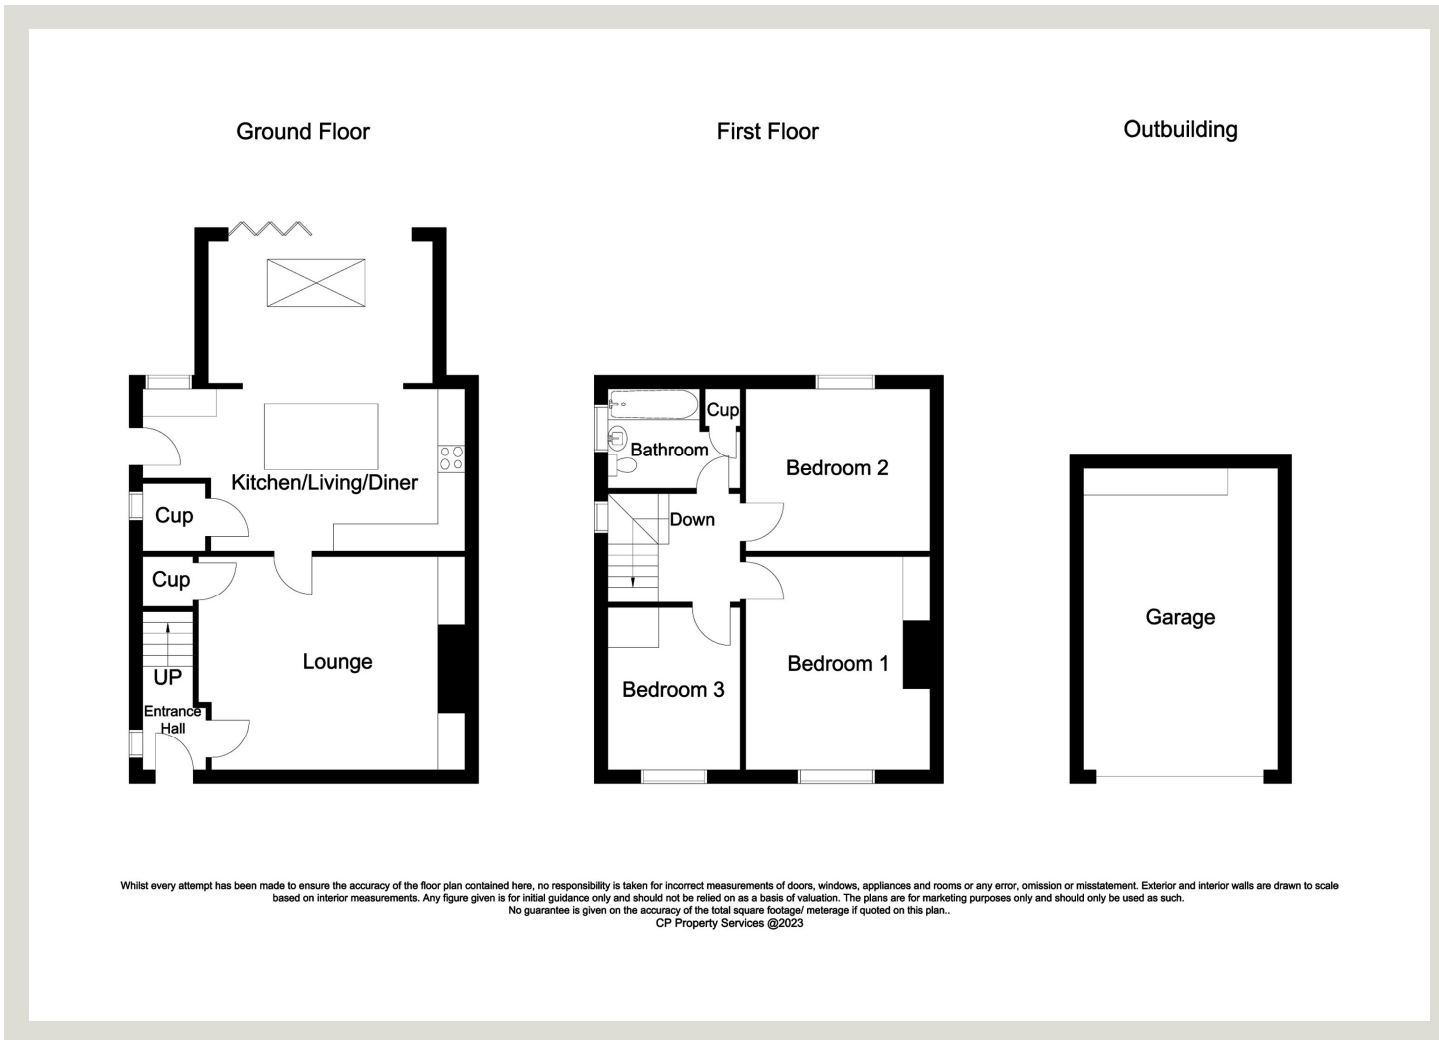 Ground Floor
First Floor
Outbuilding
Kitchen/Living/Diner
Cup
Cup
Lounge
UP
Entrance
Hall
Cup
Bathroom
Bedroom 2
Down
Bedroom 1
Bedroom 3
Garage
Whilst every attempt has been made to ensure the accuracy of the floor plan contained here, no responsibility is taken for incorrect measurements of doors, windows, appliances and rooms or any error, omission or misstatement. Exterior and interior walls are drawn to scale
based on interior measurements. Any figure given is for initial guidance only and should not be relied on as a basis of valuation. The plans are for marketing purposes only and should only be used as such.
No guarantee is given on the accuracy of the total square footage/ meterage if quoted on this plan..
CP Property Services @2023